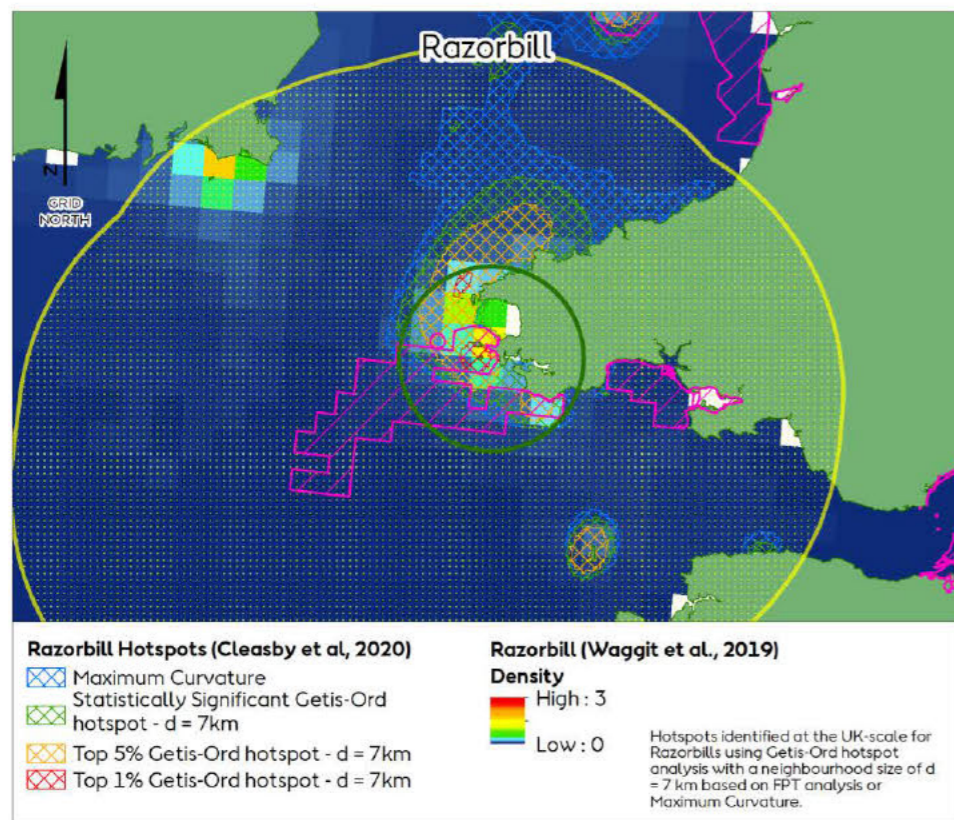 Razorbill
N
GRID
NORTH
Razorbill Hotspots (Cleasby et al, 2020)
Maximum Curvature
Statistically Significant Getis-Ord
hotspot - d = 7km
Top 5% Getis-Ord hotspot - d = 7km
Top 1% Getis-Ord hotspot - d = 7km
Razorbill (Waggit et al., 2019)
Density
High : 3
Low : 0
Hotspots identified at the UK-scale for
Razorbills using Getis-Ord hotspot
analysis with a neighbourhood size of d
= 7 km based on FPT analysis or
Maximum Curvature.